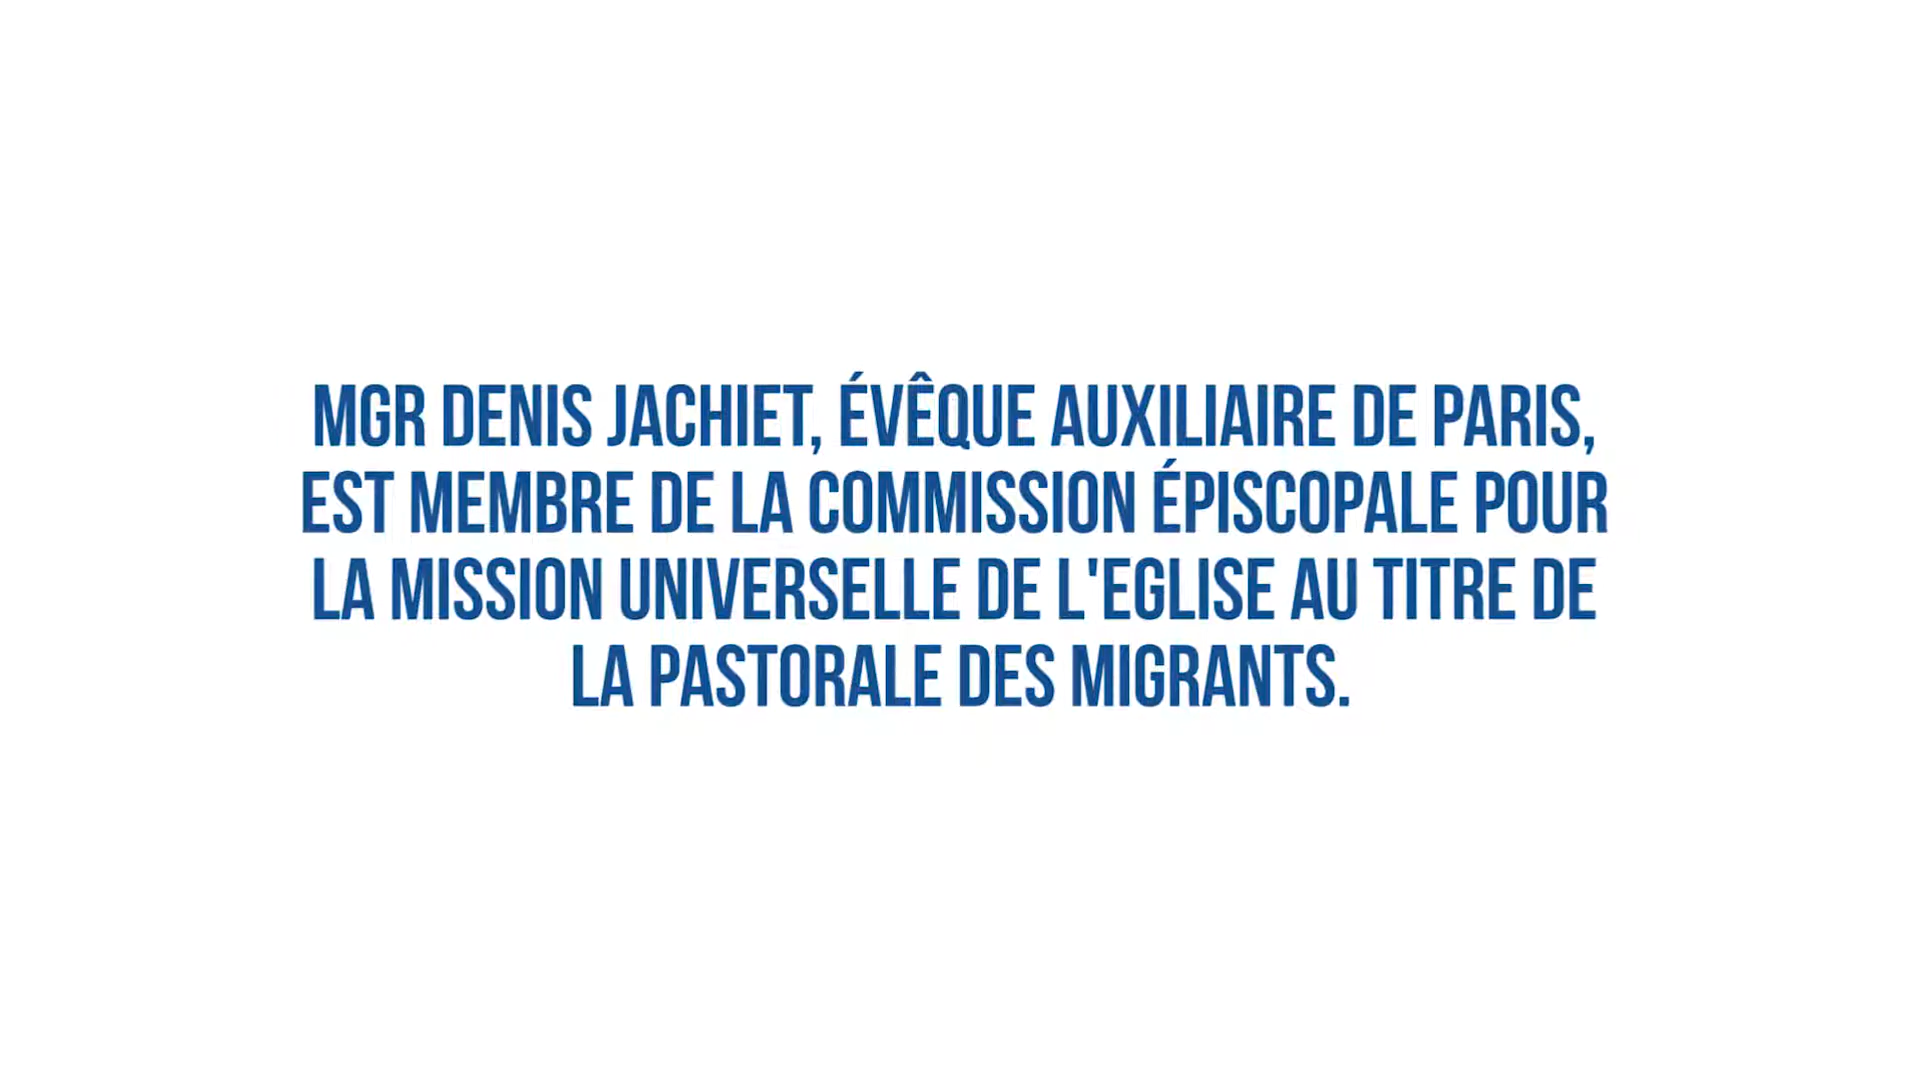 MGR DENIS JACHIET, ÉVÊQUE AUXILIAIRE DE PARIS,
EST MEMBRE DE LA COMMISSION ÉPISCOPALE POUR
LA MISSION UNIVERSELLE DE L'EGLISE AU TITRE DE
LA PASTORALE DES MIGRANTS.